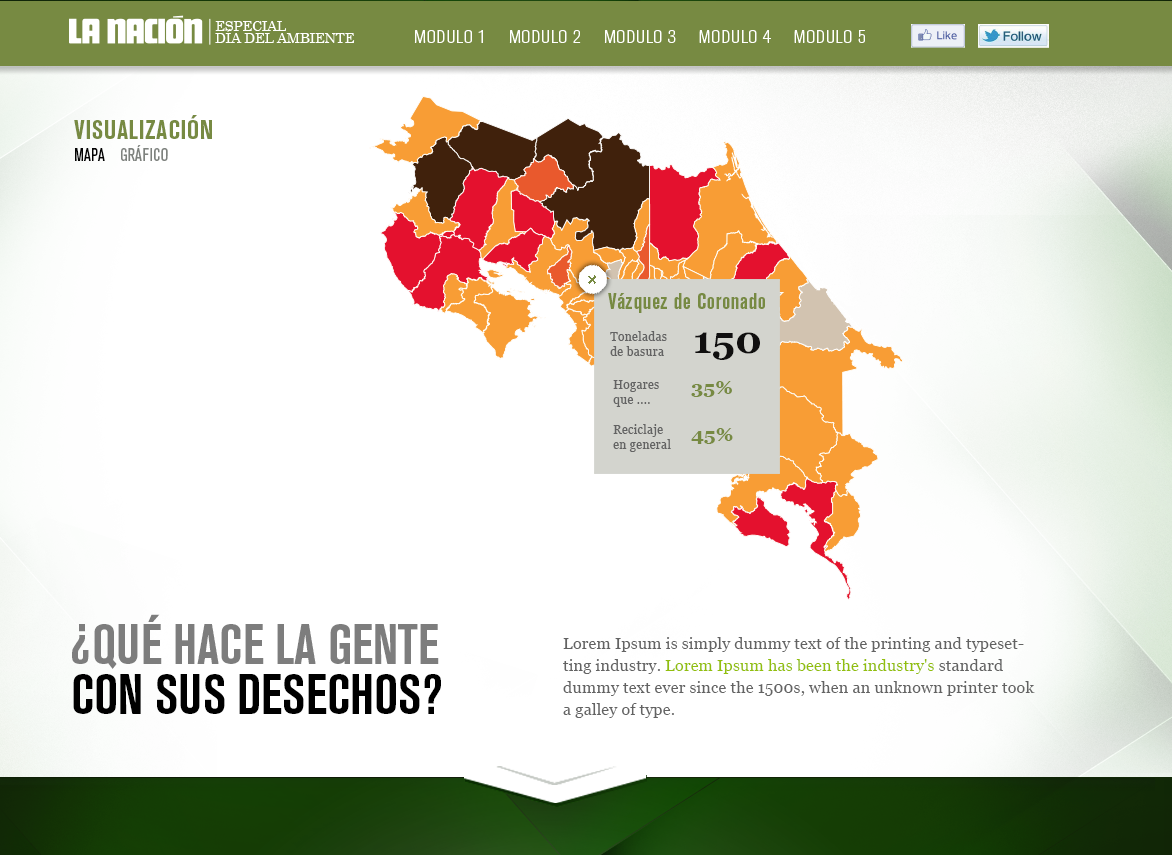 LA NACIÓN
ESPECIAL
DIA DEL AMBIENTE
MODULO 1
MODULO 2
MODULO 3
MODULO 4
MODULO 5
Like
Follow
VISUALIZACIÓN
MAPA GRÁFICO
×
Vázquez de Coronado
Toneladas
de basura
150
Hogares
que ....
35%
Reciclaje
en general
45%
¿QUÉ HACE LA GENTE
CON SUS DESECHOS?
Lorem Ipsum is simply dummy text of the printing and typeset-
ting industry. Lorem Ipsum has been the industry's standard
dummy text ever since the 1500s, when an unknown printer took
a galley of type.